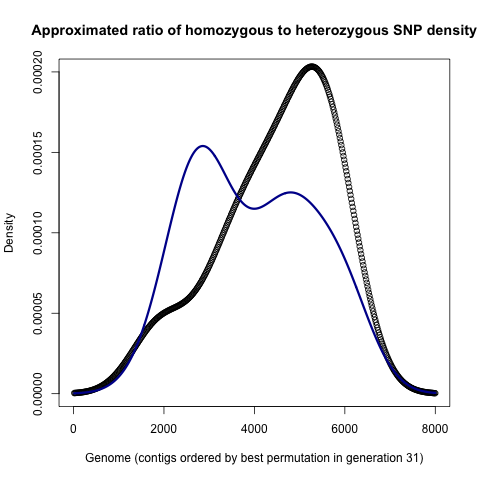 Approximated ratio of homozygous to heterozygous SNP density
Density
0.00020
0.00015
0.00010
0.00005
0.00000
0 2000 4000 6000 8000
Genome (contigs ordered by best permutation in generation 31)